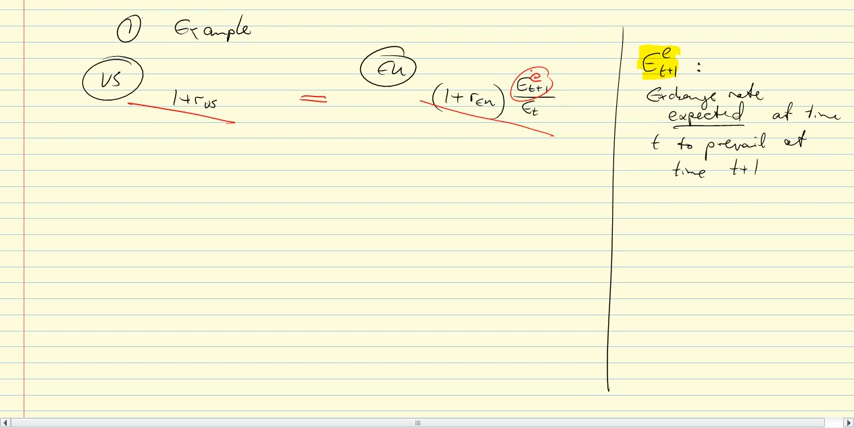 ① Example
US
EU
1+r_US = (1+r_EU) E^e_t+1 / E_t
E^e_t+1 :
Exchange rate
expected at time
t to prevail at
time t+1